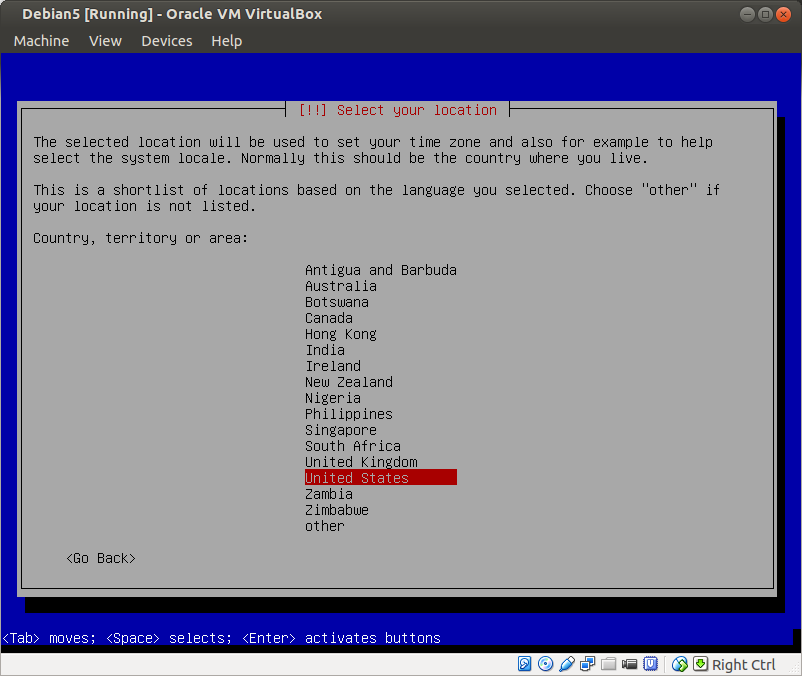 Debian5 [Running] - Oracle VM VirtualBox
Machine View Devices Help
[!!] Select your location
The selected location will be used to set your time zone and also for example to help
select the system locale. Normally this should be the country where you live.
This is a shortlist of locations based on the language you selected. Choose "other" if
your location is not listed.
Country, territory or area:
Antigua and Barbuda
Australia
Botswana
Canada
Hong Kong
India
Ireland
New Zealand
Nigeria
Philippines
Singapore
South Africa
United Kingdom
United States
Zambia
Zimbabwe
other
<Go Back>
<Tab> moves; <Space> selects; <Enter> activates buttons
Right Ctrl